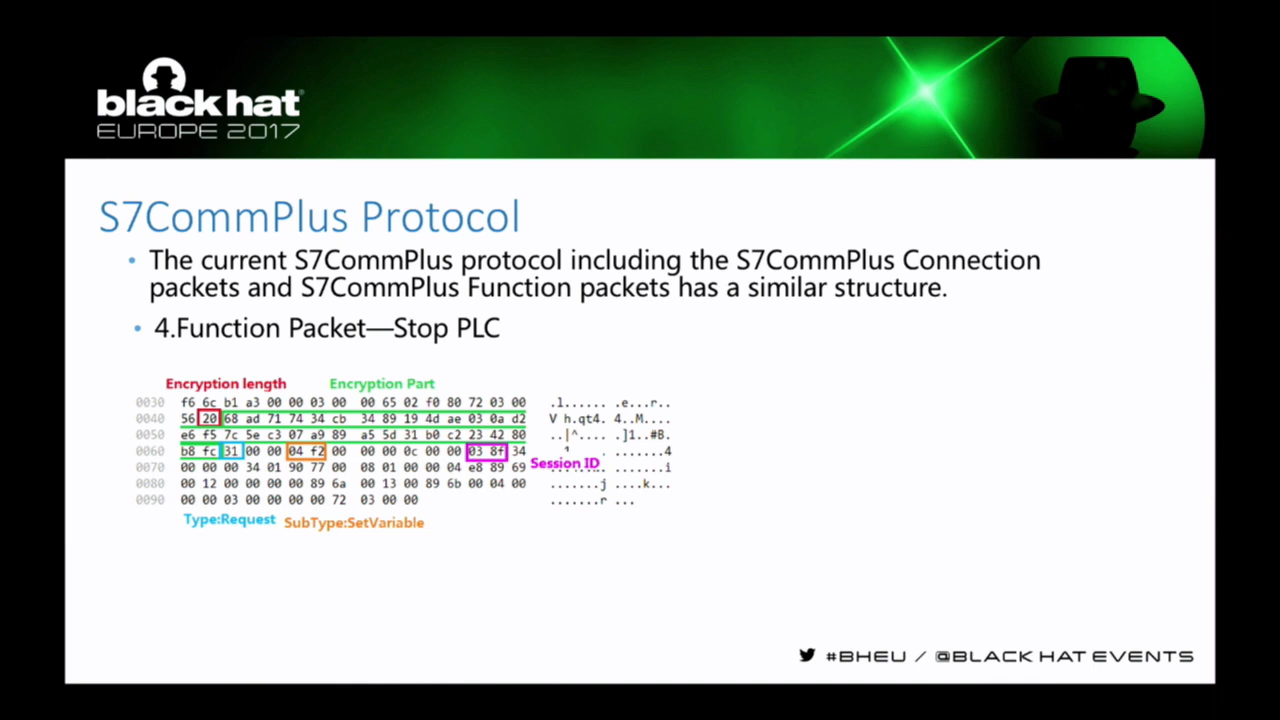 black hat
EUROPE 2017
S7CommPlus Protocol
• The current S7CommPlus protocol including the S7CommPlus Connection
packets and S7CommPlus Function packets has a similar structure.
• 4.Function Packet—Stop PLC
Encryption length Encryption Part
0030 f6 6c b1 a3 00 00 03 00 00 65 02 f0 80 72 03 00 .l...... .e...r..
0040 56 20 68 ad 71 74 34 cb 34 89 19 4d ae 03 0a d2 V h.qt4. 4..M....
0050 e6 f5 7c 5e c3 07 a9 89 a5 5d 31 b0 c2 23 42 80 ..|^.... .]1..#B.
0060 b8 fc 31 00 00 04 f2 00 00 00 0c 00 00 03 8f 34 .......4
0070 00 00 00 34 01 90 77 00 08 01 00 00 04 e8 89 69 Session ID .......i
0080 00 12 00 00 00 00 89 6a 00 13 00 89 6b 00 04 00 .......j ....k...
0090 00 00 03 00 00 00 00 72 03 00 00 .......r ...
Type:Request SubType:SetVariable
#BHEU / @BLACK HAT EVENTS